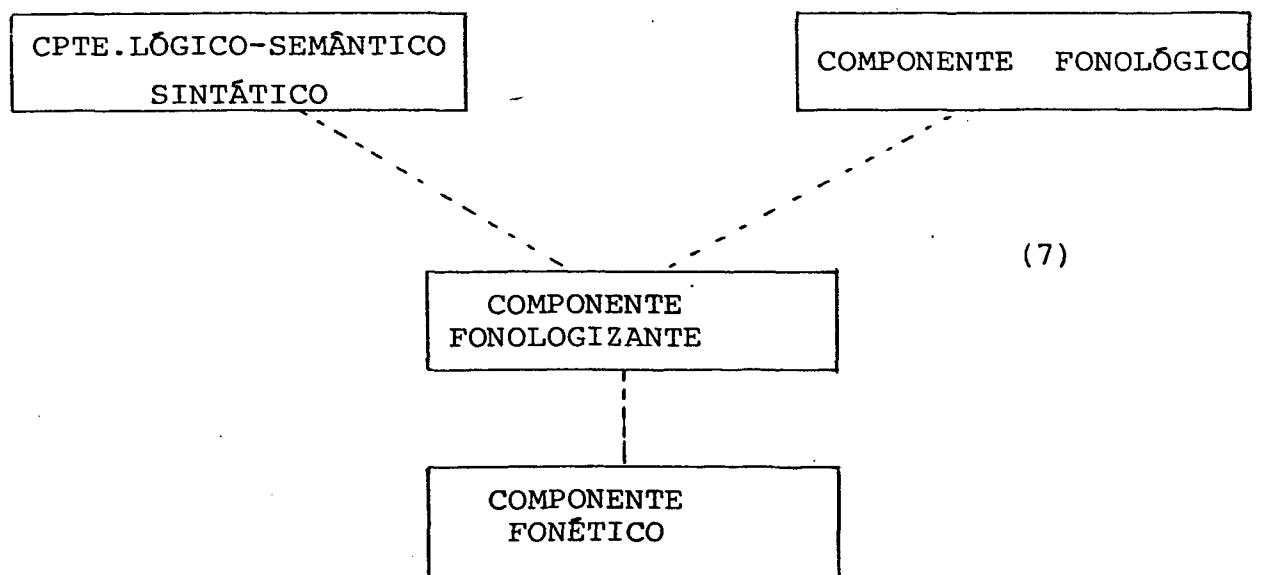 CPTE.LÓGICO-SEMÂNTICO
SINTÁTICO
COMPONENTE FONOLÓGICO
(7)
COMPONENTE
FONOLOGIZANTE
COMPONENTE
FONÉTICO